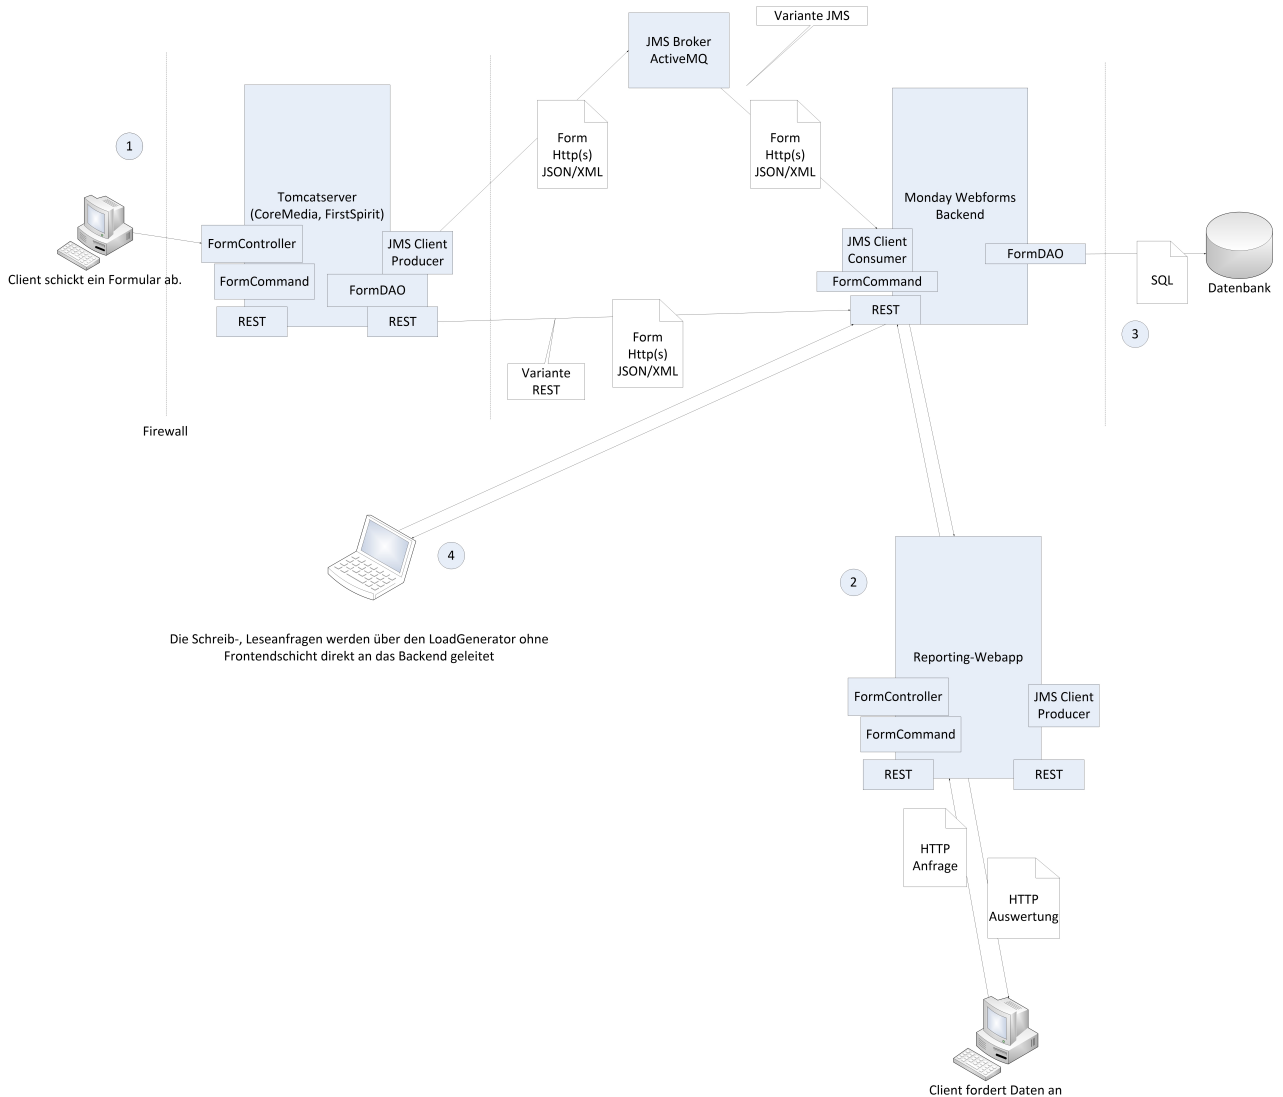 Variante JMS
JMS Broker
ActiveMQ
1
Form
Http(s)
JSON/XML
Form
Http(s)
JSON/XML
Tomcatserver
(CoreMedia, FirstSpirit)
Monday Webforms
Backend
FormController
JMS Client
Producer
JMS Client
Consumer
FormDAO
Client schickt ein Formular ab.
FormCommand
FormDAO
FormCommand
SQL
Datenbank
REST
REST
REST
3
Form
Http(s)
JSON/XML
Variante
REST
Firewall
4
2
Die Schreib-, Leseanfragen werden über den LoadGenerator ohne
Frontendschicht direkt an das Backend geleitet
Reporting-Webapp
FormController
JMS Client
Producer
FormCommand
REST
REST
HTTP
Anfrage
HTTP
Auswertung
Client fordert Daten an